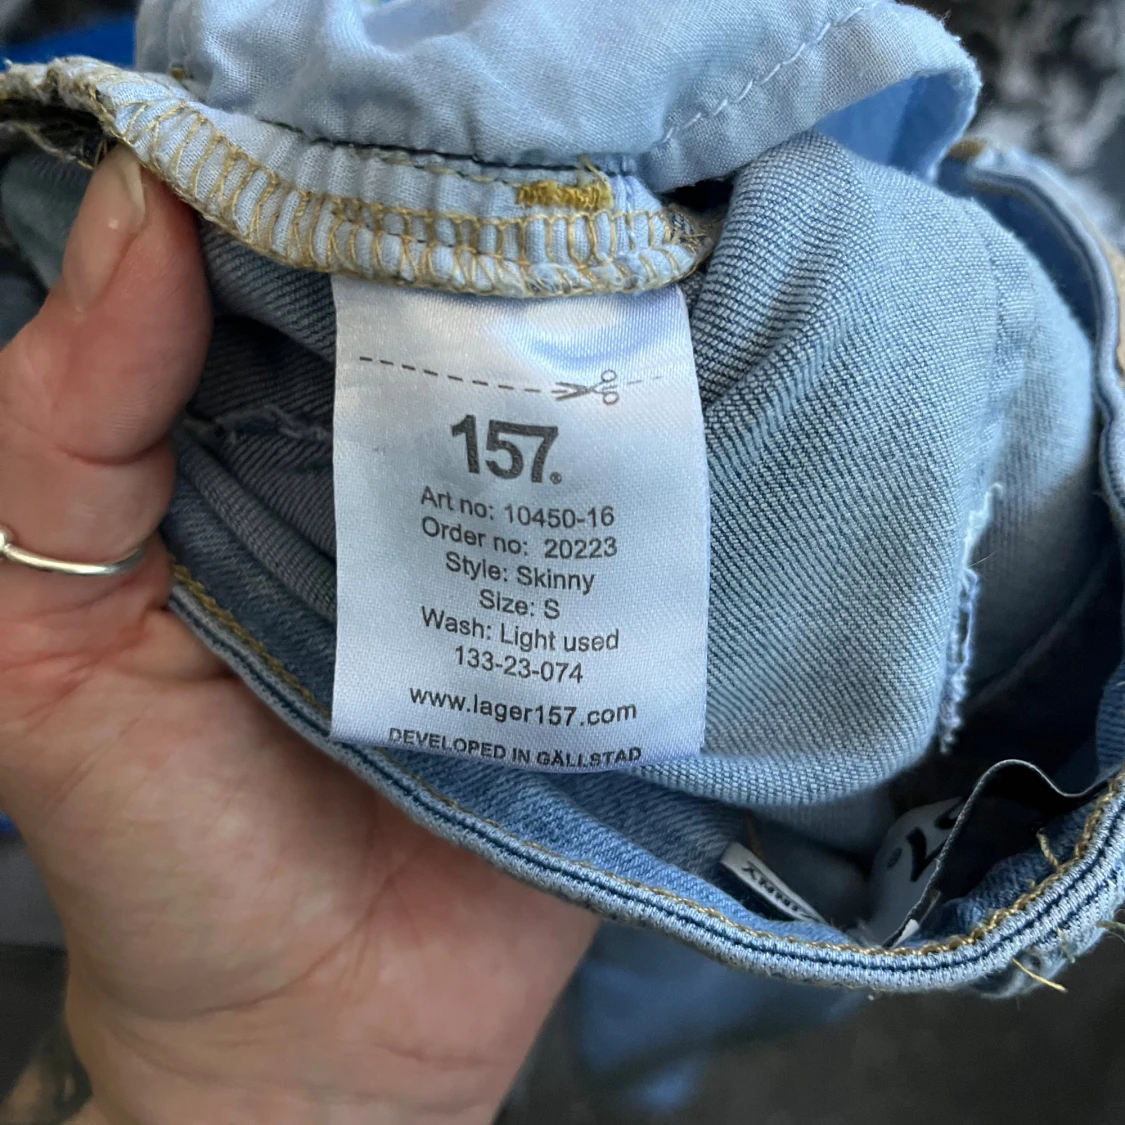 157®
Art no: 10450-16
Order no: 20223
Style: Skinny
Size: S
Wash: Light used
133-23-074
www.lager157.com
DEVELOPED IN GÄLLSTAD